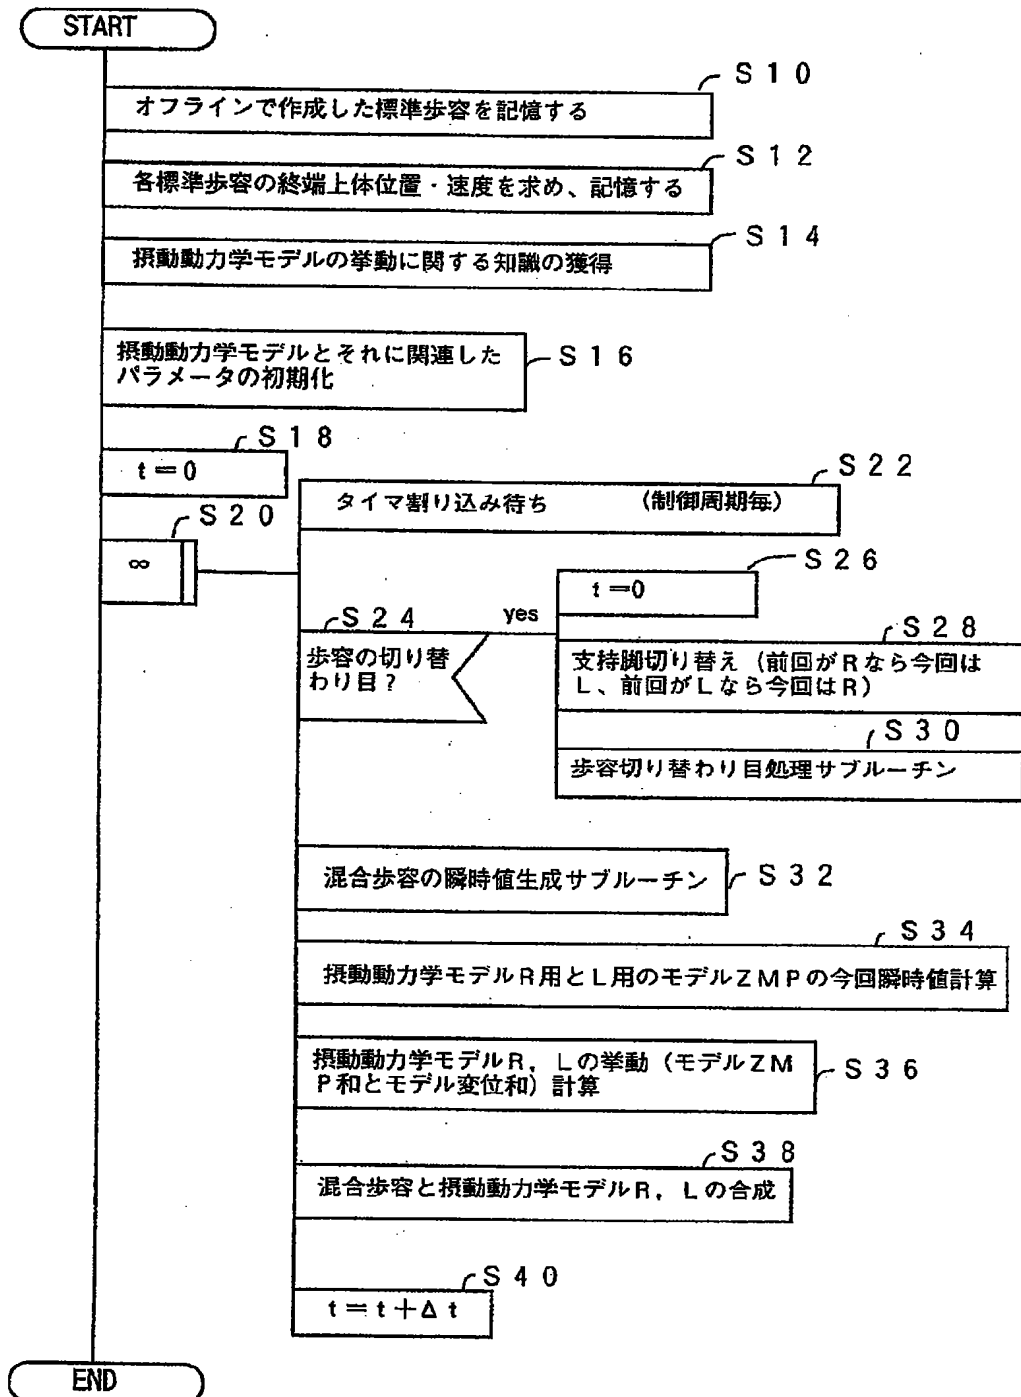 START
S10
オフラインで作成した標準歩容を記憶する
S12
各標準歩容の終端上体位置・速度を求め、記憶する
S14
摂動動力学モデルの挙動に関する知識の獲得
摂動動力学モデルとそれに関連した
パラメータの初期化
S16
S18
t=0
S20
∞
S22
タイマ割り込み待ち (制御周期毎)
S24
歩容の切り替
わり目?
yes
S26
t=0
S28
支持脚切り替え(前回がRなら今回は
L、前回がLなら今回はR)
S30
歩容切り替わり目処理サブルーチン
混合歩容の瞬時値生成サブルーチン
S32
S34
摂動動力学モデルR用とL用のモデルZMPの今回瞬時値計算
摂動動力学モデルR,Lの挙動(モデルZM
P和とモデル変位和)計算
S36
S38
混合歩容と摂動動力学モデルR,Lの合成
S40
t=t+Δt
END